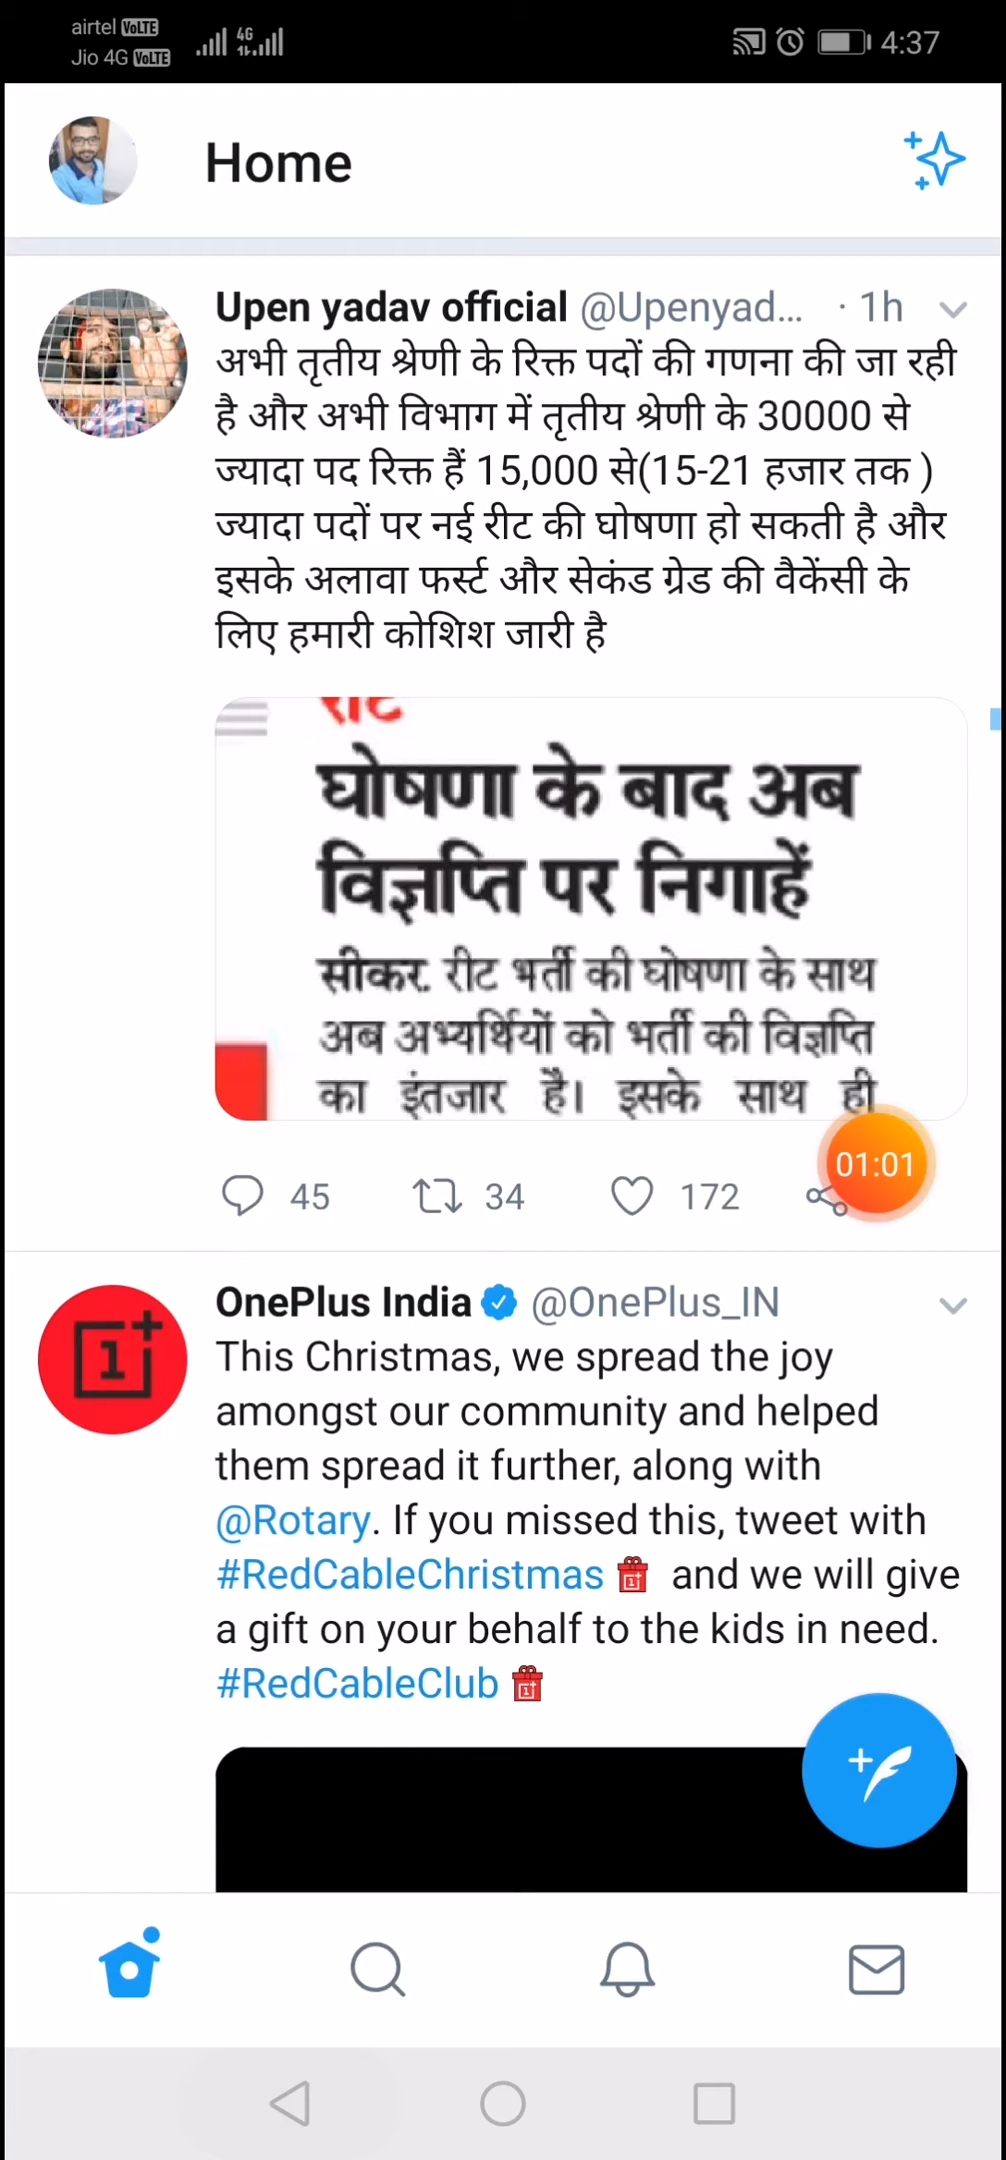 airtel VoLTE
Jio 4G VoLTE
4G
4:37
Home
Upen yadav official @Upenyad... · 1h
अभी तृतीय श्रेणी के रिक्त पदों की गणना की जा रही
है और अभी विभाग में तृतीय श्रेणी के 30000 से
ज्यादा पद रिक्त हैं 15,000 से(15-21 हजार तक )
ज्यादा पदों पर नई रीट की घोषणा हो सकती है और
इसके अलावा फर्स्ट और सेकंड ग्रेड की वैकेंसी के
लिए हमारी कोशिश जारी है
रीट
घोषणा के बाद अब
विज्ञप्ति पर निगाहें
सीकर. रीट भर्ती की घोषणा के साथ
अब अभ्यर्थियों को भर्ती की विज्ञप्ति
का इंतजार है। इसके साथ ही
01:01
45 34 172
OnePlus India @OnePlus_IN
This Christmas, we spread the joy
amongst our community and helped
them spread it further, along with
@Rotary. If you missed this, tweet with
#RedCableChristmas and we will give
a gift on your behalf to the kids in need.
#RedCableClub